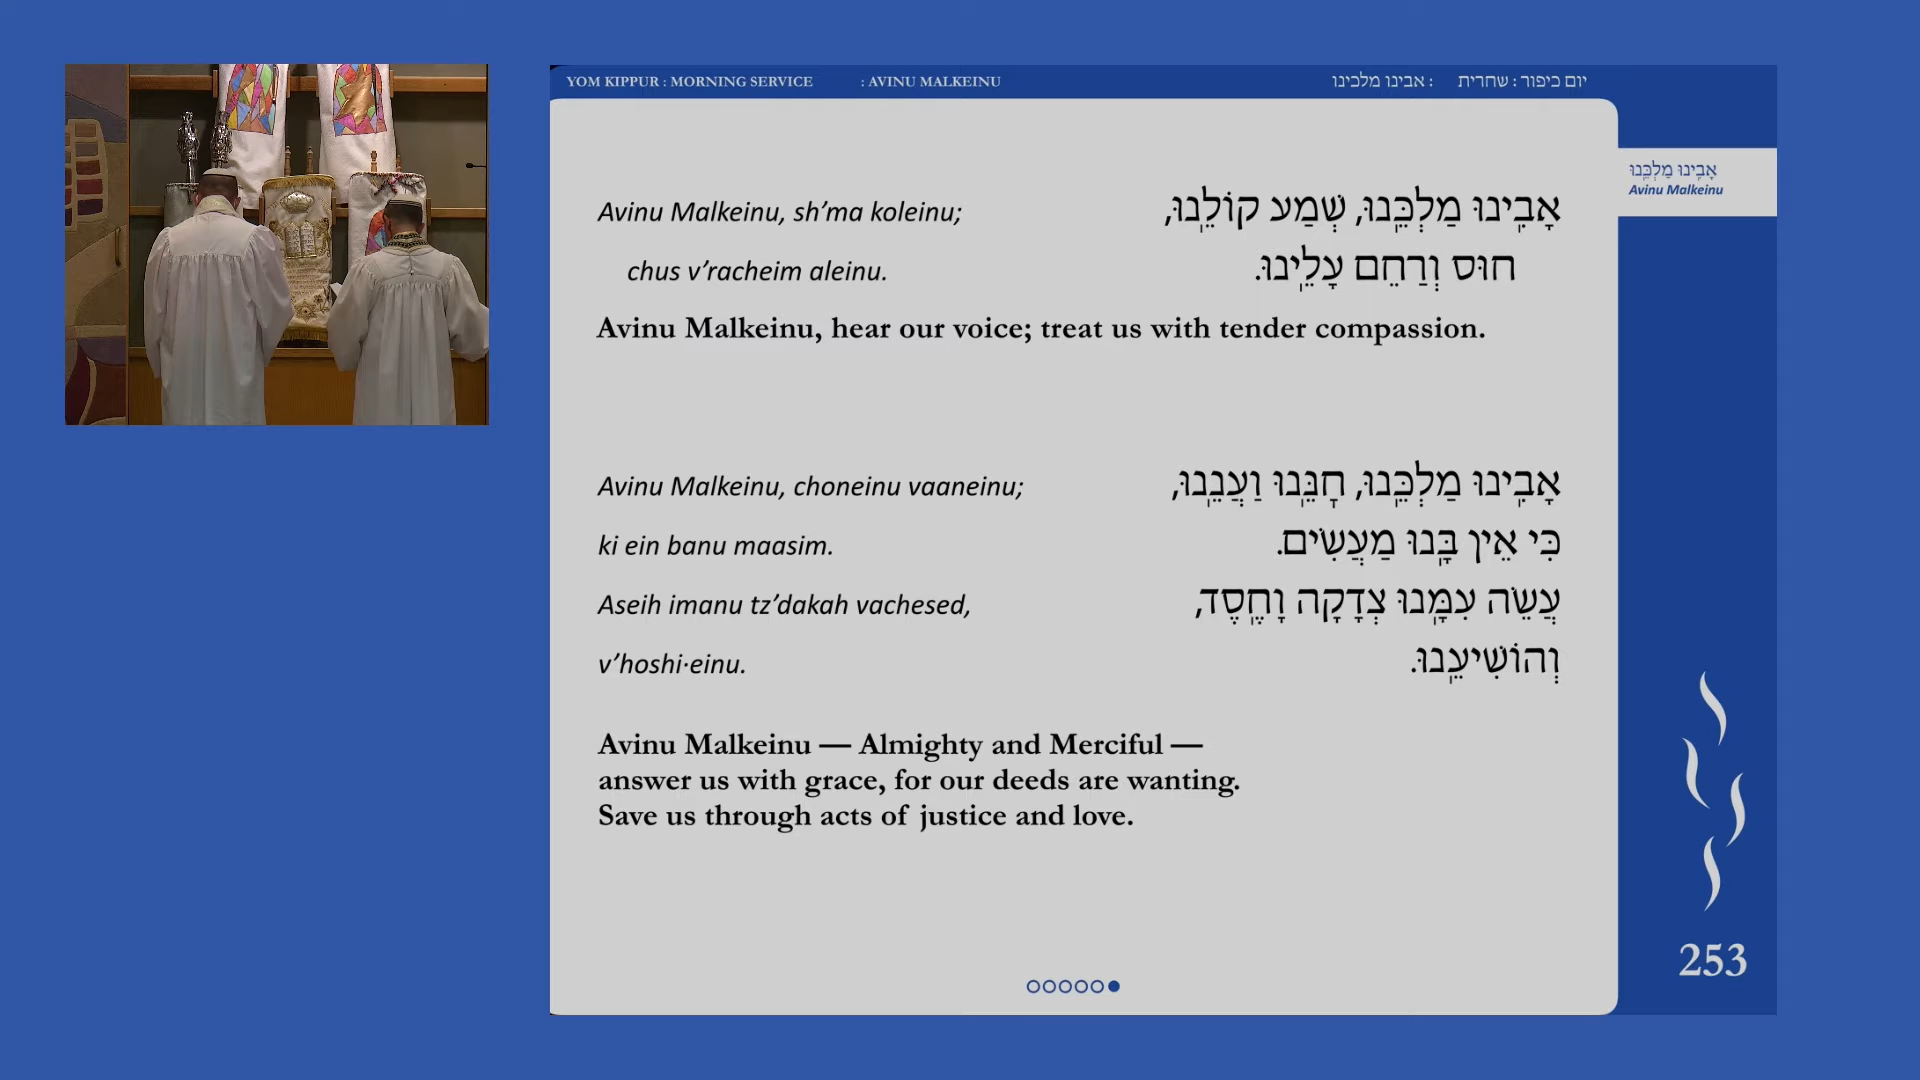 YOM KIPPUR : MORNING SERVICE : AVINU MALKEINU יום כיפור : שחרית : אבינו מלכינו
אָבִֽינוּ מַלְכֵּֽנוּ
Avinu Malkeinu
Avinu Malkeinu, sh’ma koleinu; אָבִֽינוּ מַלְכֵּֽנוּ, שְׁמַע קוֹלֵֽנוּ,
chus v’racheim aleinu. חוּס וְרַחֵם עָלֵֽינוּ.
Avinu Malkeinu, hear our voice; treat us with tender compassion.
Avinu Malkeinu, choneinu vaaneinu; אָבִֽינוּ מַלְכֵּֽנוּ, חָנֵּֽנוּ וַעֲנֵֽנוּ,
ki ein banu maasim. כִּי אֵין בָּֽנוּ מַעֲשִׂים.
Aseih imanu tz’dakah vachesed, עֲשֵׂה עִמָּֽנוּ צְדָקָה וָחֶֽסֶד,
v’hoshi·einu. וְהוֹשִׁיעֵֽנוּ.
Avinu Malkeinu — Almighty and Merciful —
answer us with grace, for our deeds are wanting.
Save us through acts of justice and love.
253